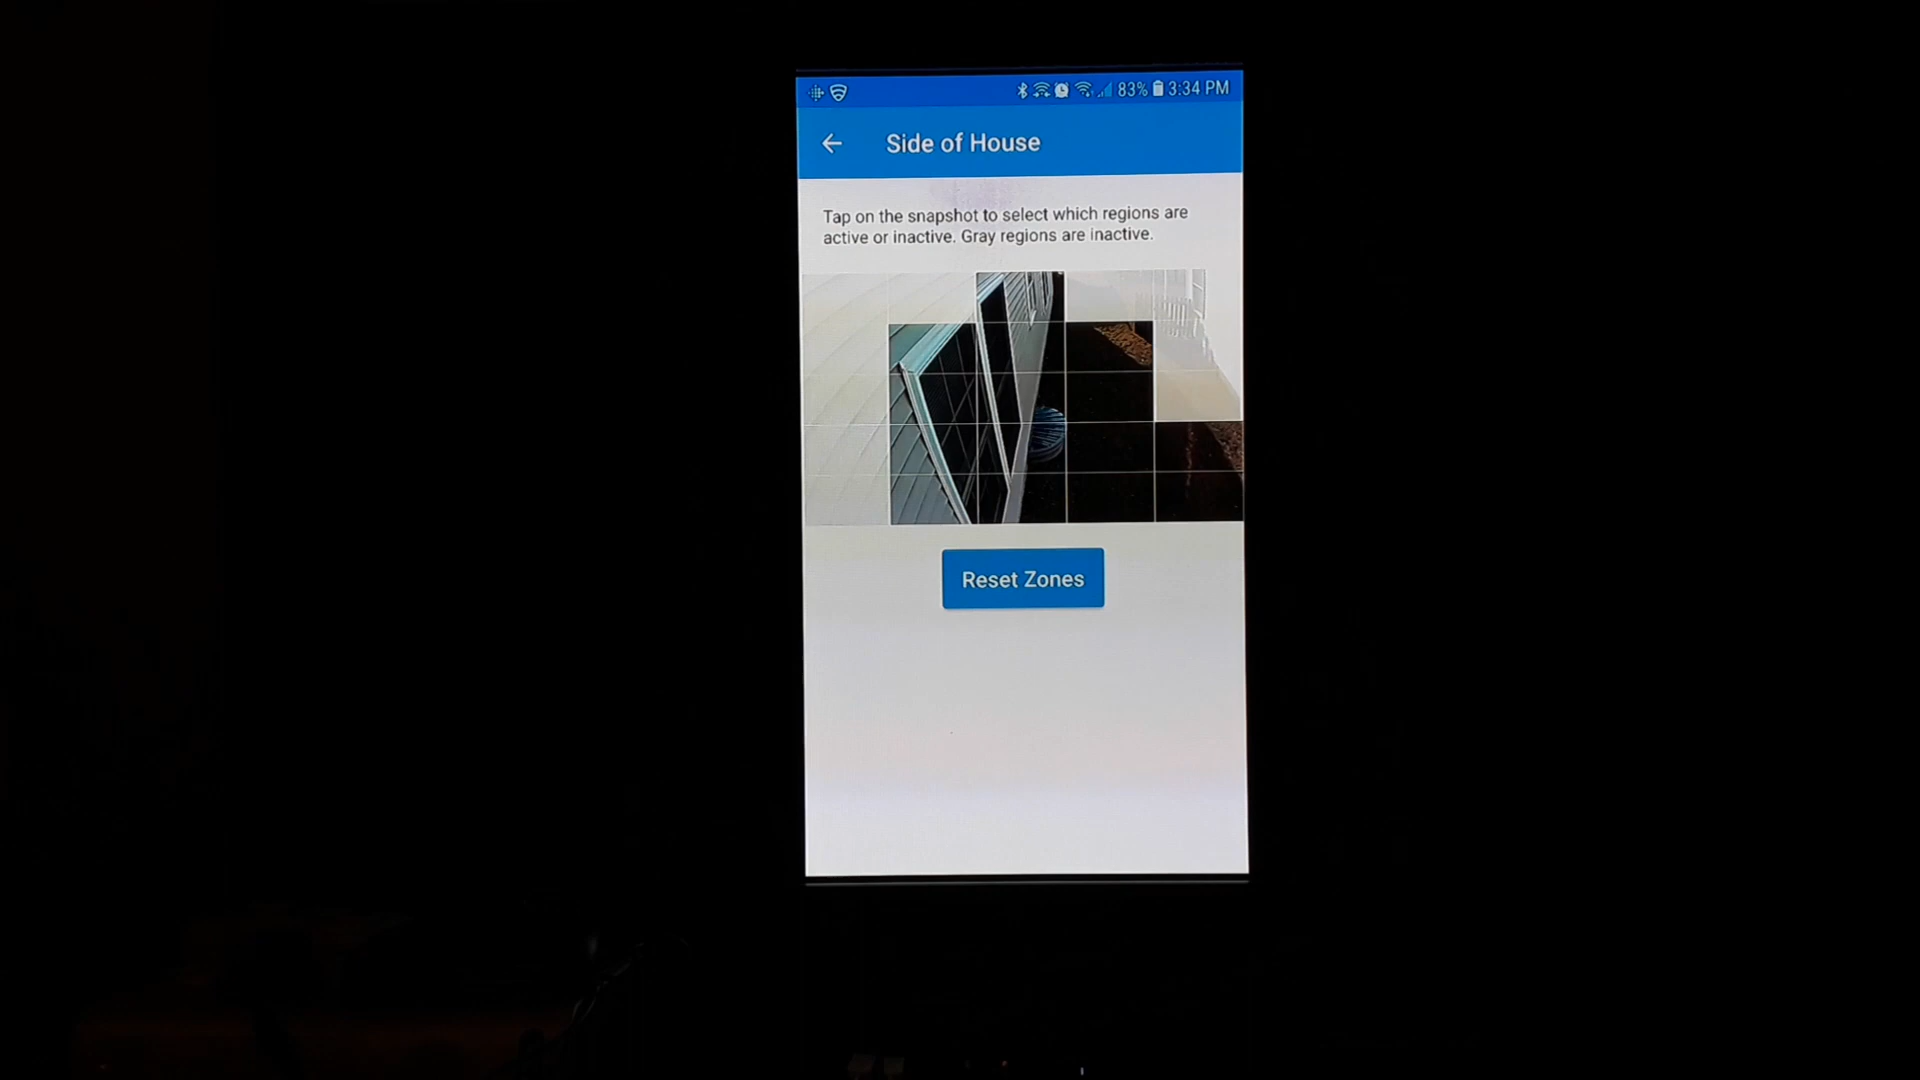 83% 3:34 PM
Side of House
Tap on the snapshot to select which regions are
active or inactive. Gray regions are inactive.
Reset Zones